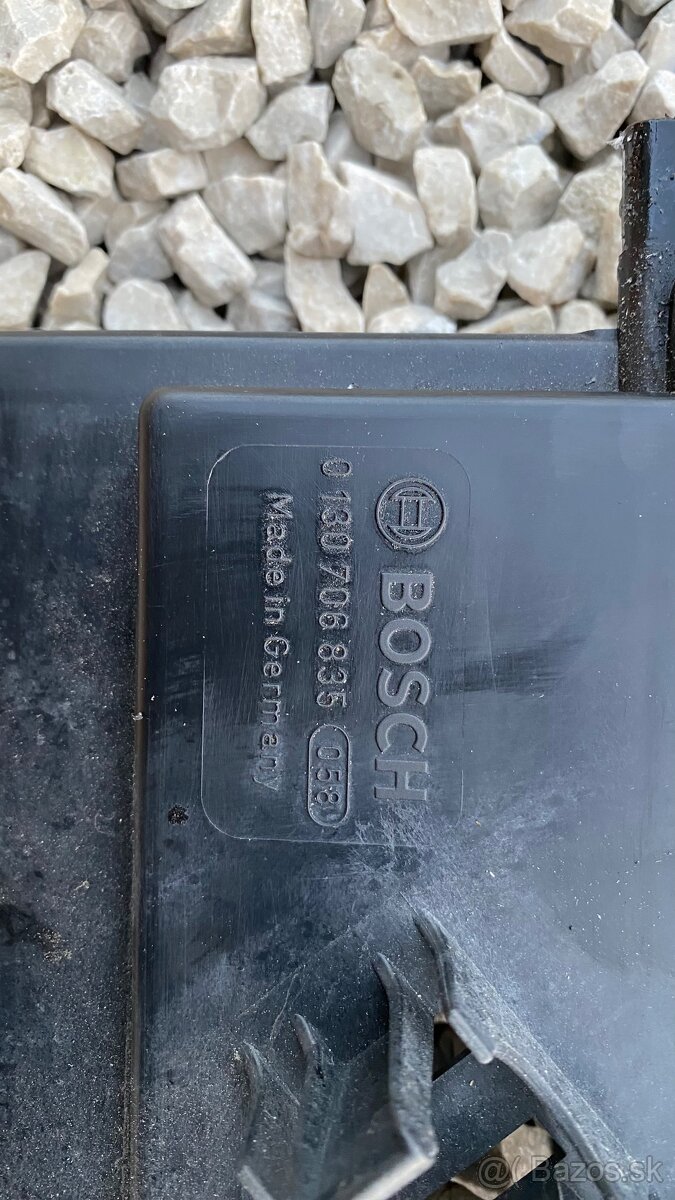 BOSCH
0 130 706 835 058
Made in Germany
@( Bazos.sk